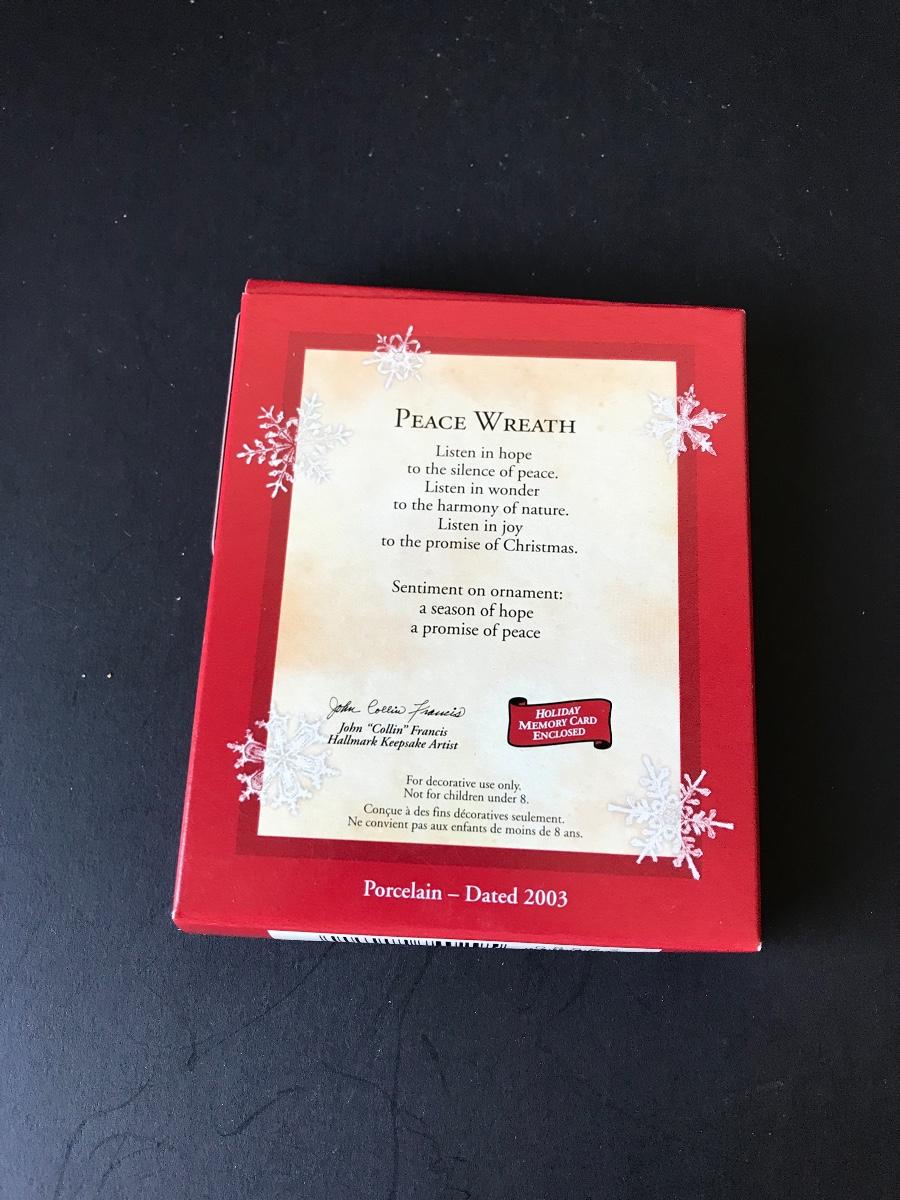 PEACE WREATH
Listen in hope
to the silence of peace.
Listen in wonder
to the harmony of nature.
Listen in joy
to the promise of Christmas.
Sentiment on ornament:
a season of hope
a promise of peace
John Collin Francis
John "Collin" Francis
Hallmark Keepsake Artist
HOLIDAY
MEMORY CARD
ENCLOSED
For decorative use only.
Not for children under 8.
Conçue à des fins décoratives seulement.
Ne convient pas aux enfants de moins de 8 ans.
Porcelain – Dated 2003